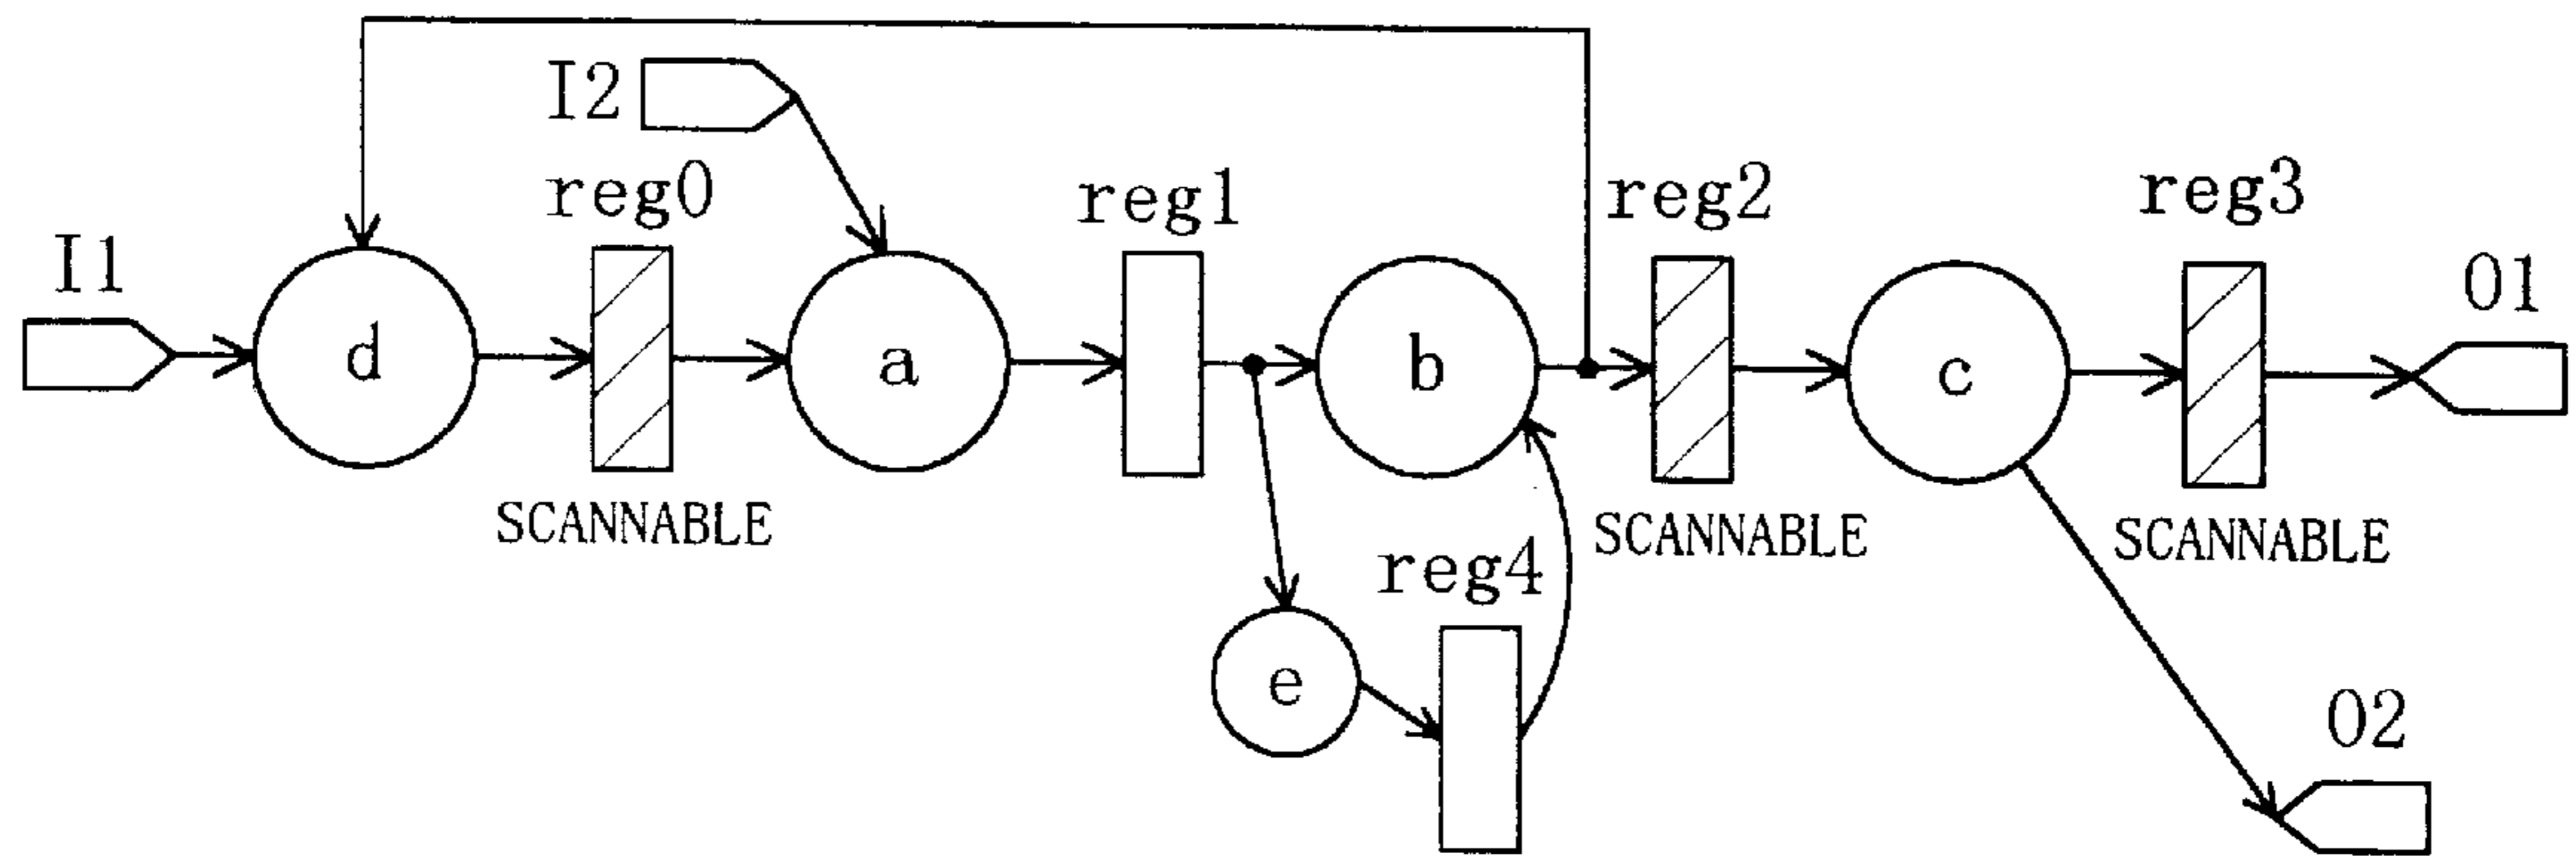 I2
reg0
reg1
reg2
reg3
I1
O1
d
a
b
c
SCANNABLE
SCANNABLE
SCANNABLE
reg4
e
O2